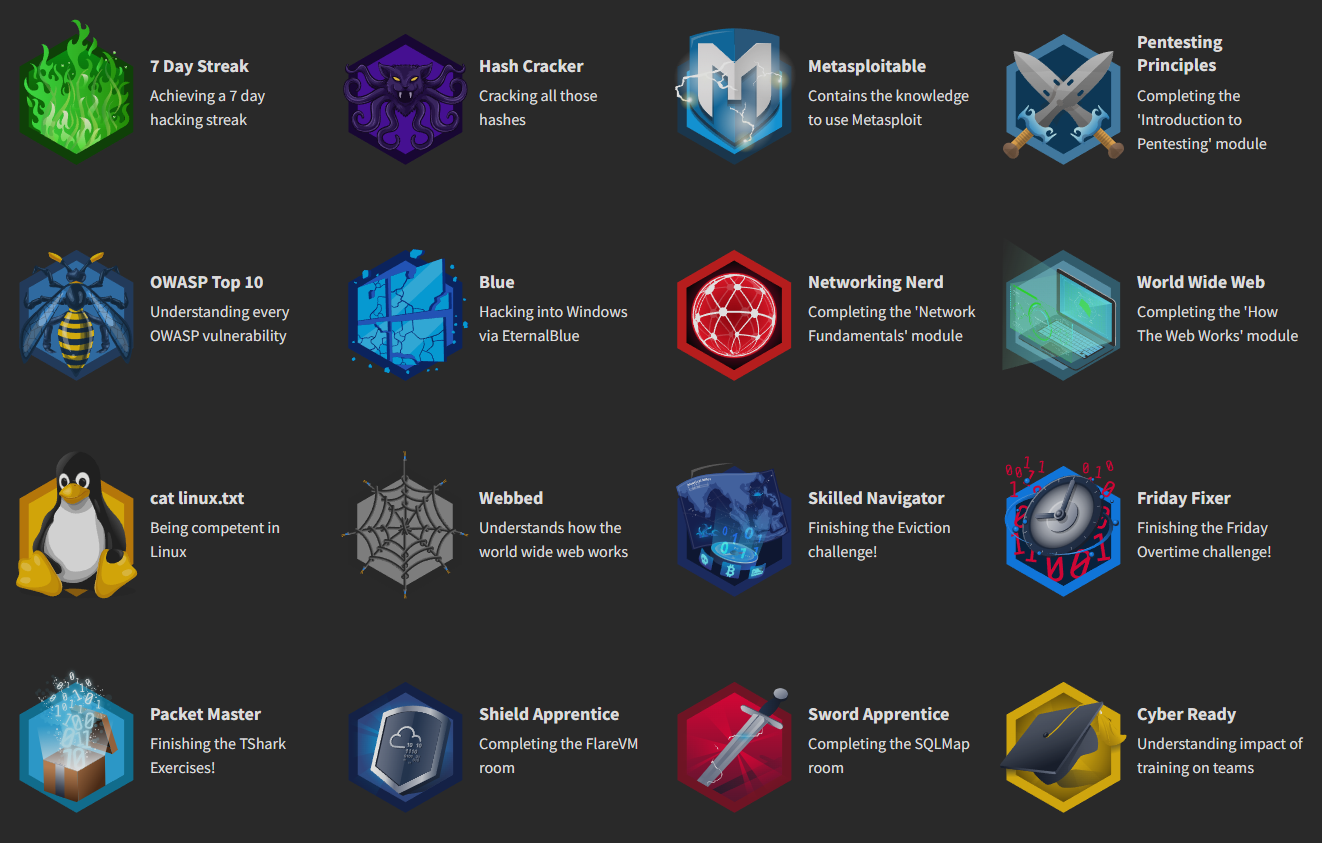 7 Day Streak
Achieving a 7 day
hacking streak
Hash Cracker
Cracking all those
hashes
Metasploitable
Contains the knowledge
to use Metasploit
Pentesting
Principles
Completing the
'Introduction to
Pentesting' module
OWASP Top 10
Understanding every
OWASP vulnerability
Blue
Hacking into Windows
via EternalBlue
Networking Nerd
Completing the 'Network
Fundamentals' module
World Wide Web
Completing the 'How
The Web Works' module
cat linux.txt
Being competent in
Linux
Webbed
Understands how the
world wide web works
Skilled Navigator
Finishing the Eviction
challenge!
Friday Fixer
Finishing the Friday
Overtime challenge!
Packet Master
Finishing the TShark
Exercises!
Shield Apprentice
Completing the FlareVM
room
Sword Apprentice
Completing the SQLMap
room
Cyber Ready
Understanding impact of
training on teams